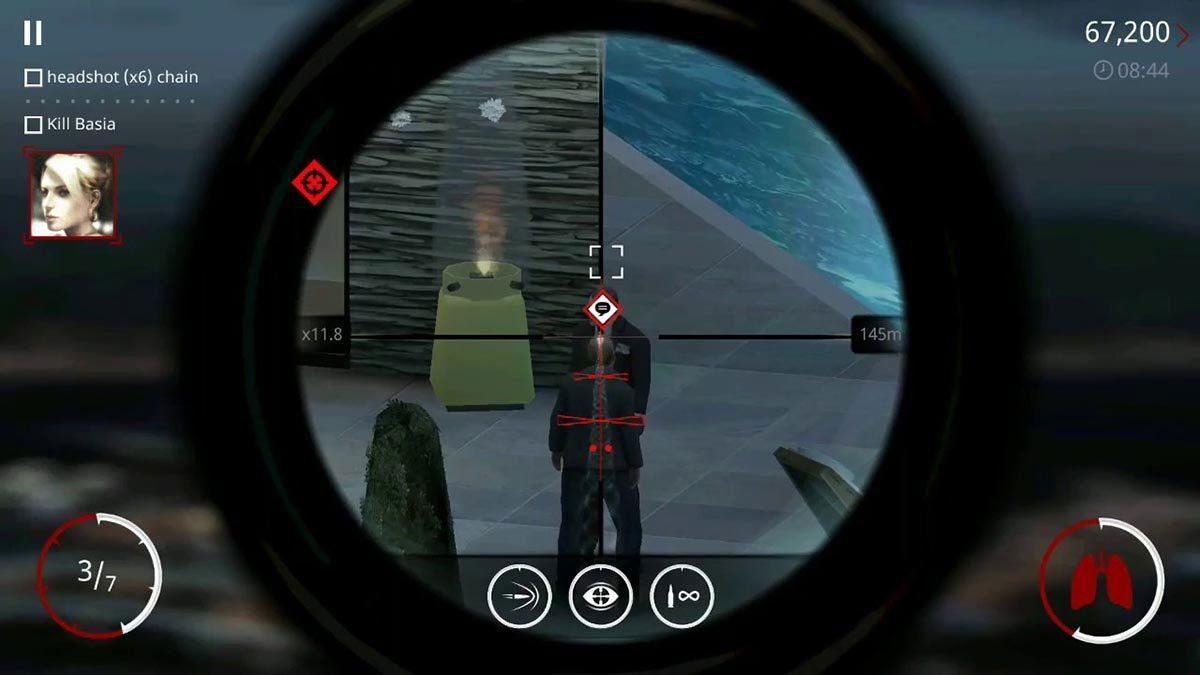 67,200
headshot (x6) chain
08:44
Kill Basia
x11.8
145m
3/7
∞